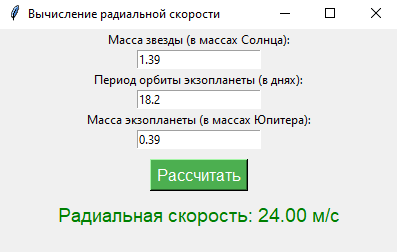 Вычисление радиальной скорости
Масса звезды (в массах Солнца):
1.39
Период орбиты экзопланеты (в днях):
18.2
Масса экзопланеты (в массах Юпитера):
0.39
Рассчитать
Радиальная скорость: 24.00 м/с